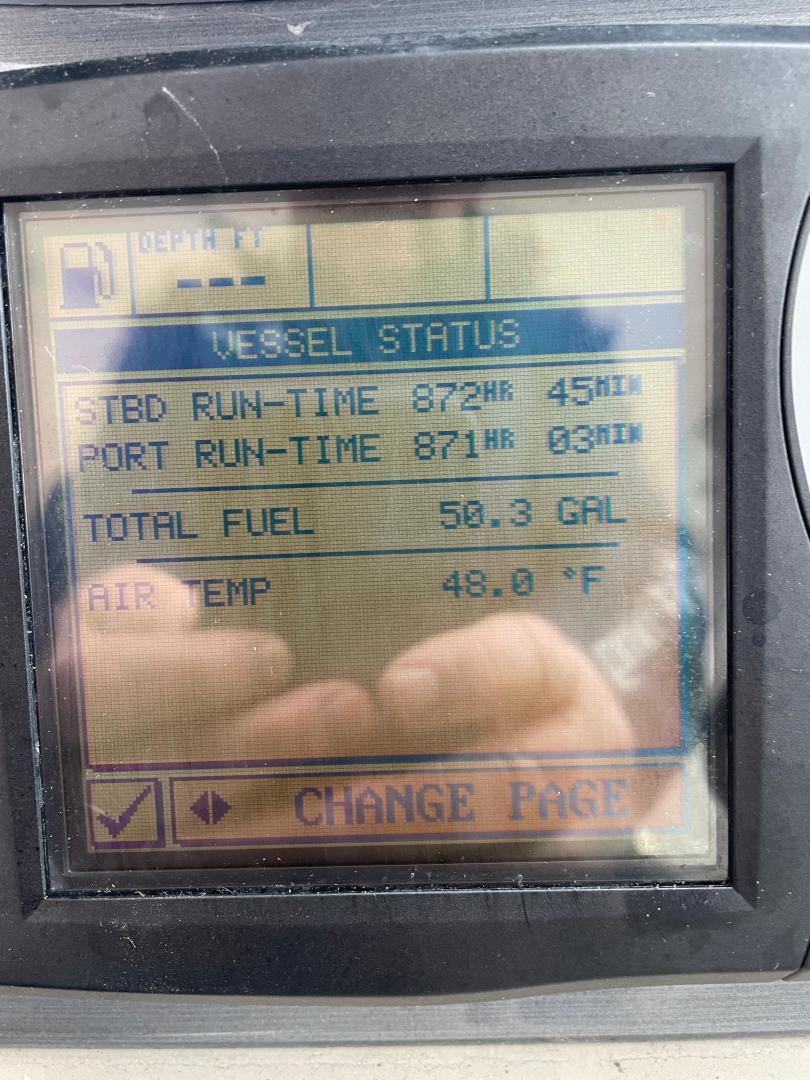 DEPTH FT
---
VESSEL STATUS
STBD RUN-TIME 872HR 45MIN
PORT RUN-TIME 871HR 03MIN
TOTAL FUEL 50.3 GAL
AIR TEMP 48.0 °F
CHANGE PAGE